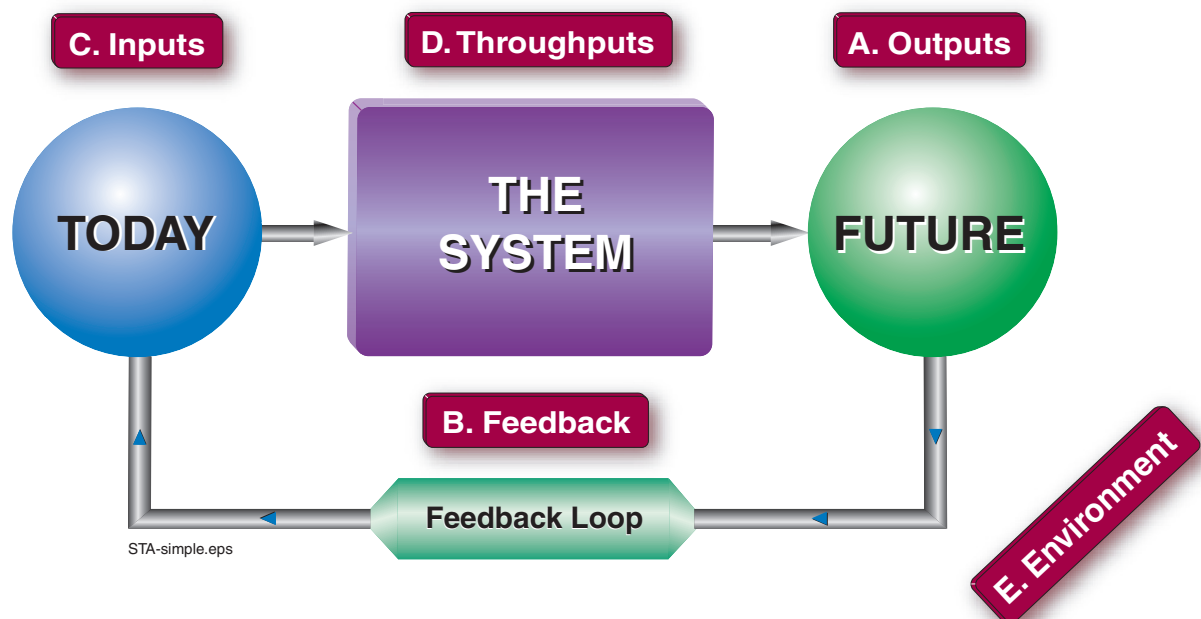 C. Inputs
D. Throughputs
A. Outputs
TODAY
THE
SYSTEM
FUTURE
B. Feedback
Feedback Loop
STA-simple.eps
E. Environment